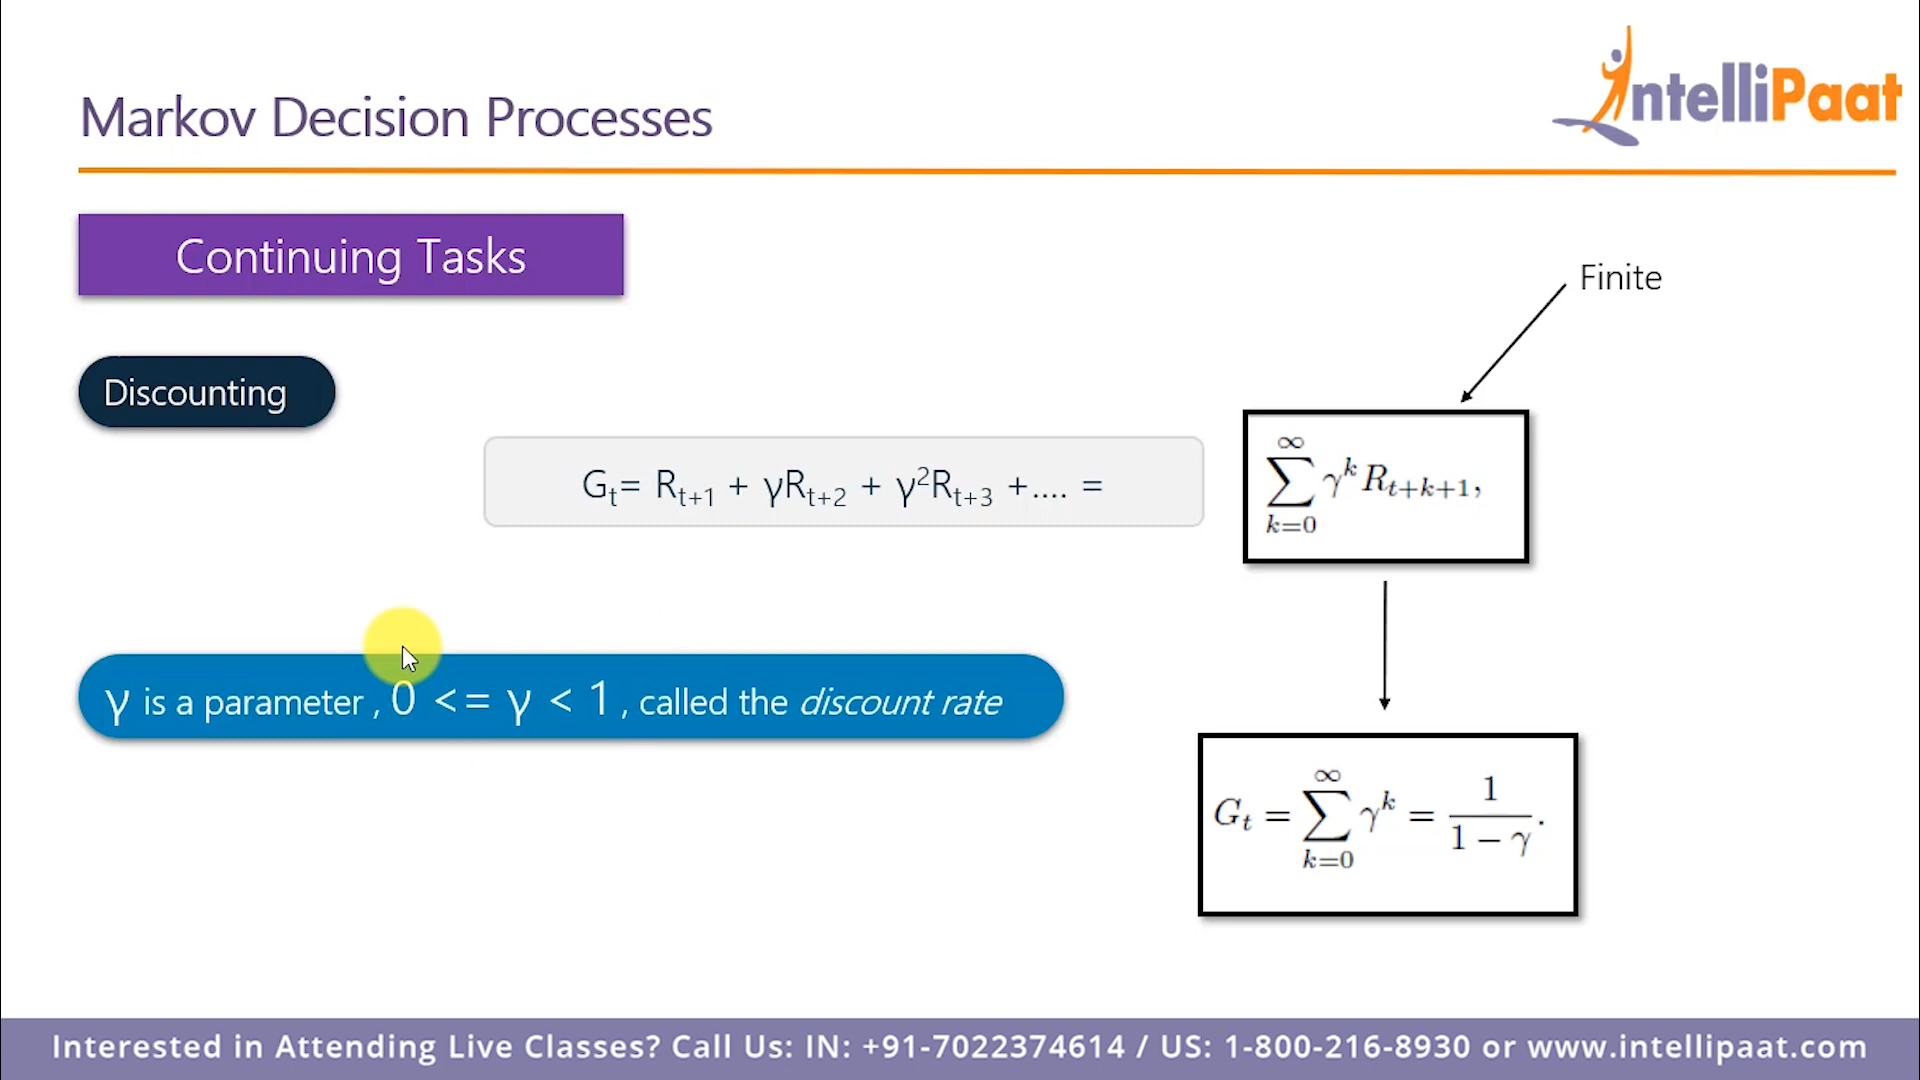 IntelliPaat
Markov Decision Processes
Continuing Tasks
Finite
Discounting
Gₜ= Rₜ₊₁ + γRₜ₊₂ + γ²Rₜ₊₃ +.... =
∑_{k=0}^{∞} γᵏ R_{t+k+1},
γ is a parameter , 0 <= γ < 1 , called the discount rate
Gₜ = ∑_{k=0}^{∞} γᵏ = 1 / (1 − γ).
Interested in Attending Live Classes? Call Us: IN: +91-7022374614 / US: 1-800-216-8930 or www.intellipaat.com